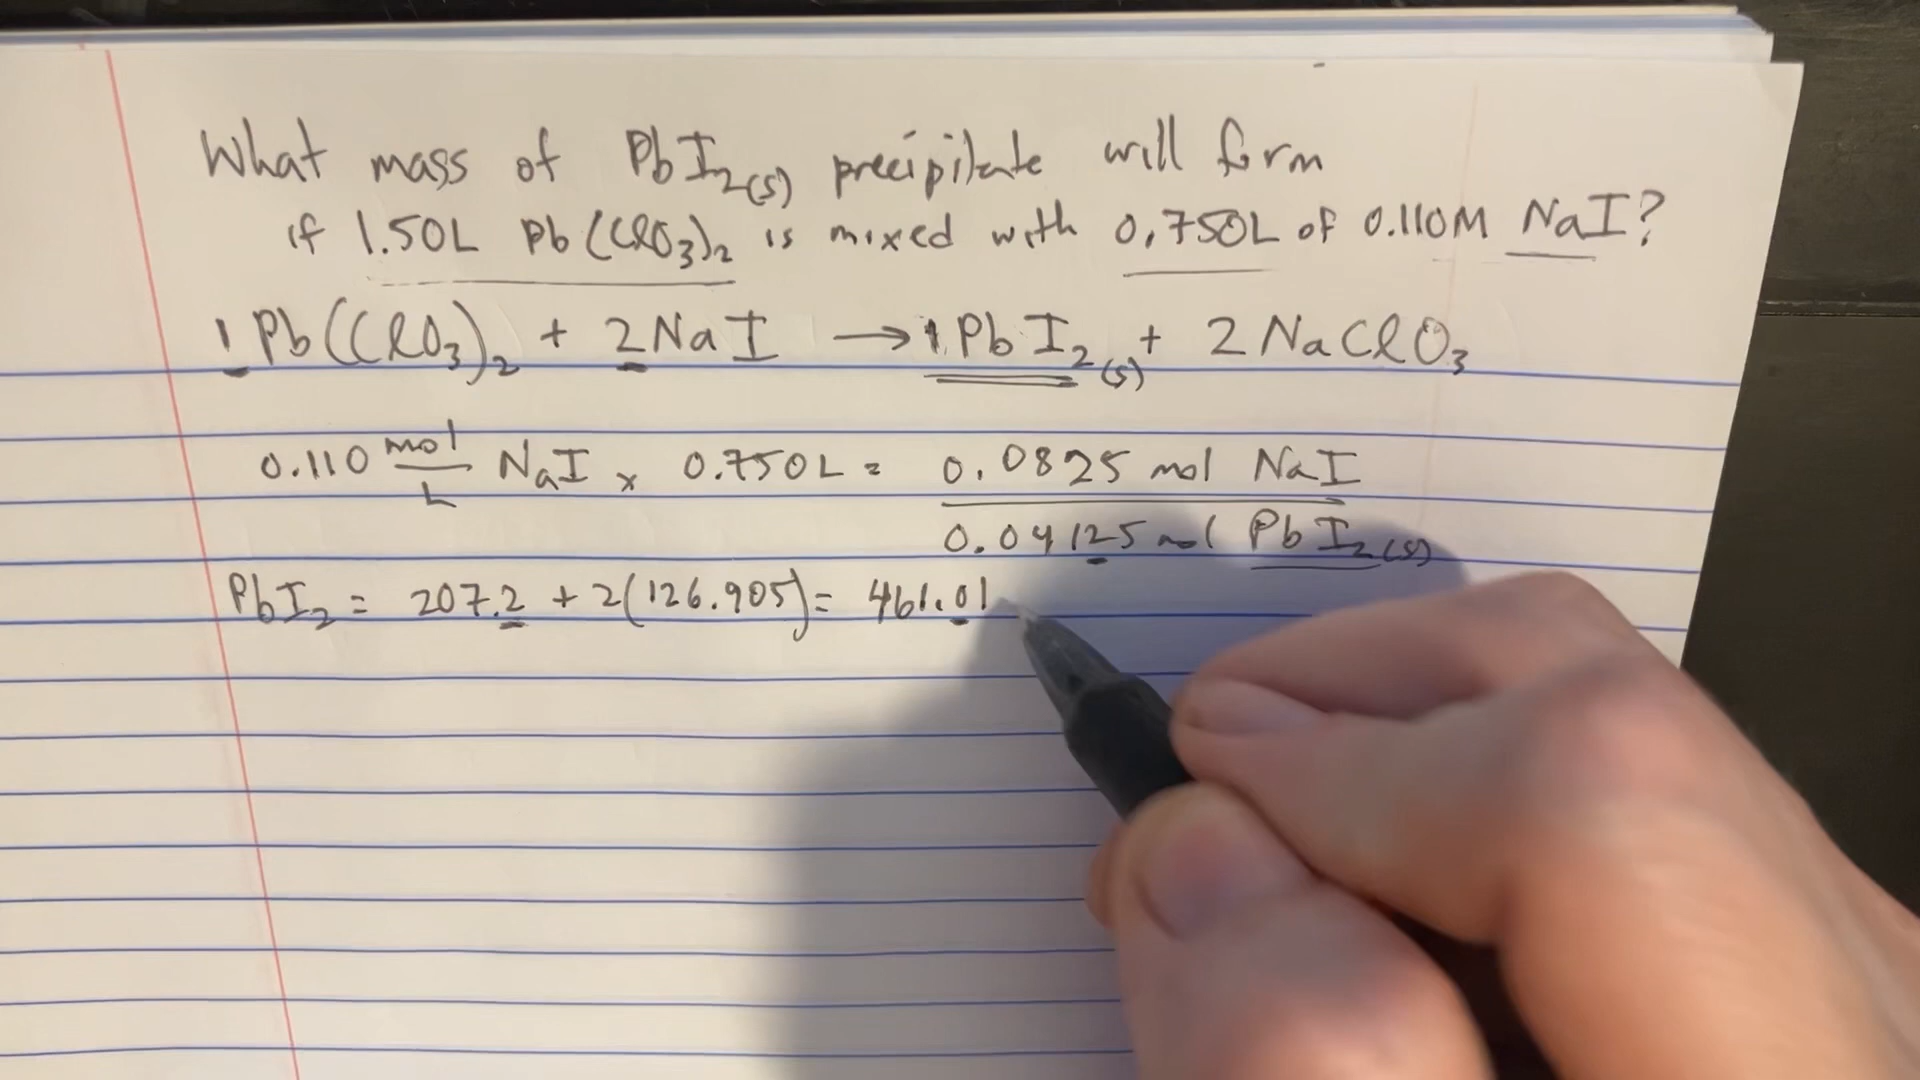 What mass of PbI₂(s) precipitate will form
if 1.50L Pb(ClO₃)₂ is mixed with 0.750L of 0.110M NaI?
1 Pb(ClO₃)₂ + 2 NaI → 1 PbI₂(s) + 2 NaClO₃
0.110 mol/L NaI x 0.750L = 0.0825 mol NaI
0.04125 mol PbI₂(s)
PbI₂ = 207.2 + 2(126.905) = 461.01